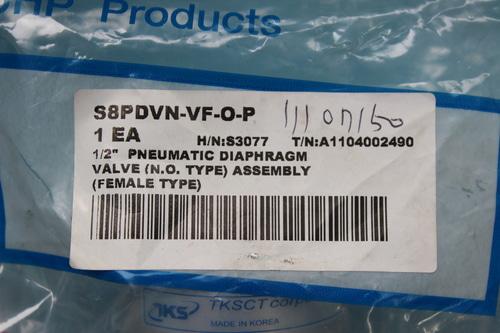 HP Products
S8PDVN-VF-O-P
1 EA H/N:S3077 T/N:A1104002490
1/2" PNEUMATIC DIAPHRAGM
VALVE (N.O. TYPE) ASSEMBLY
(FEMALE TYPE)
TKS TKSCT corpo
MADE IN KOREA